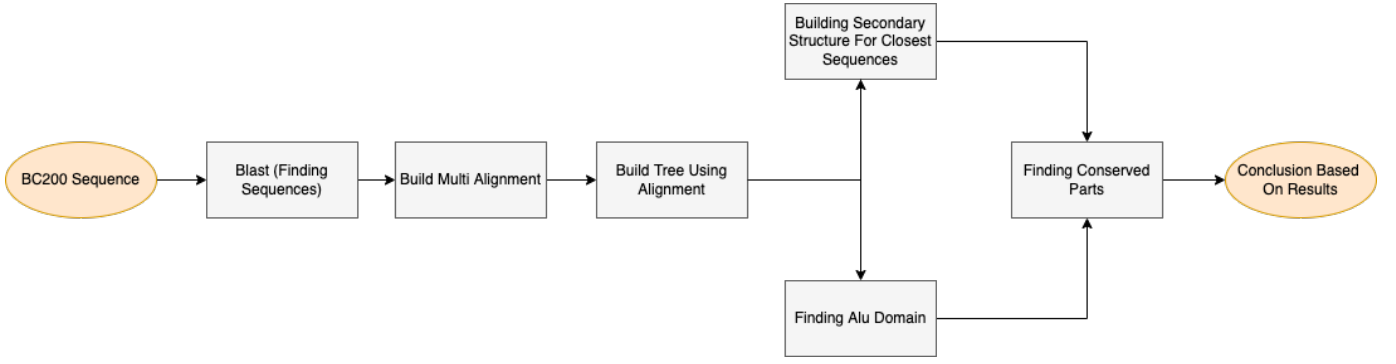 BC200 Sequence
Blast (Finding
Sequences)
Build Multi Alignment
Build Tree Using
Alignment
Building Secondary
Structure For Closest
Sequences
Finding Alu Domain
Finding Conserved
Parts
Conclusion Based
On Results